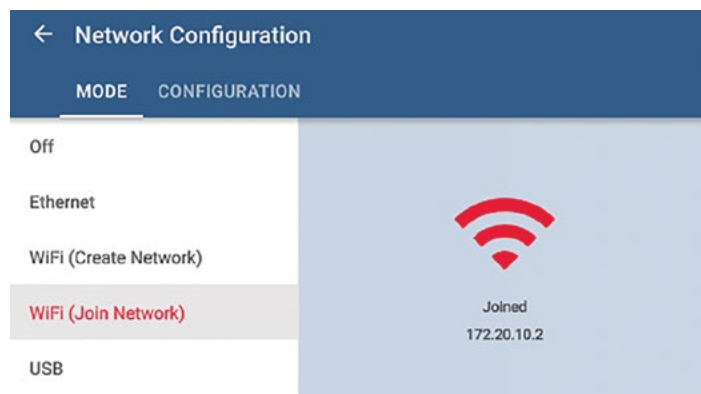 Network Configuration
MODE CONFIGURATION
Off
Ethernet
WiFi (Create Network)
WiFi (Join Network)
USB
Joined
172.20.10.2